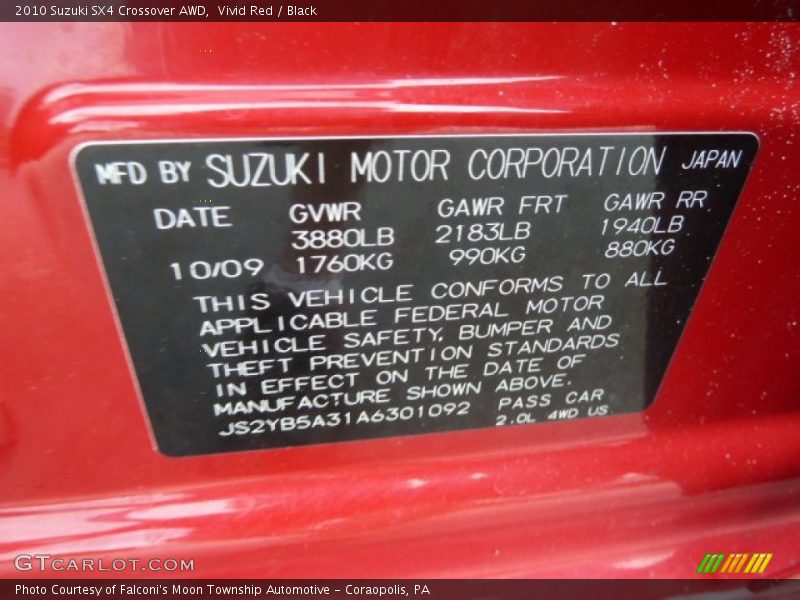 2010 Suzuki SX4 Crossover AWD, Vivid Red / Black
MFD BY SUZUKI MOTOR CORPORATION JAPAN
DATE GVWR GAWR FRT GAWR RR
3880LB 2183LB 1940LB
10/09 1760KG 990KG 880KG
THIS VEHICLE CONFORMS TO ALL
APPLICABLE FEDERAL MOTOR
VEHICLE SAFETY, BUMPER AND
THEFT PREVENTION STANDARDS
IN EFFECT ON THE DATE OF
MANUFACTURE SHOWN ABOVE.
JS2YB5A31A6301092 PASS CAR
2.0L 4WD US
GTCARLOT.COM
Photo Courtesy of Falconi's Moon Township Automotive - Coraopolis, PA